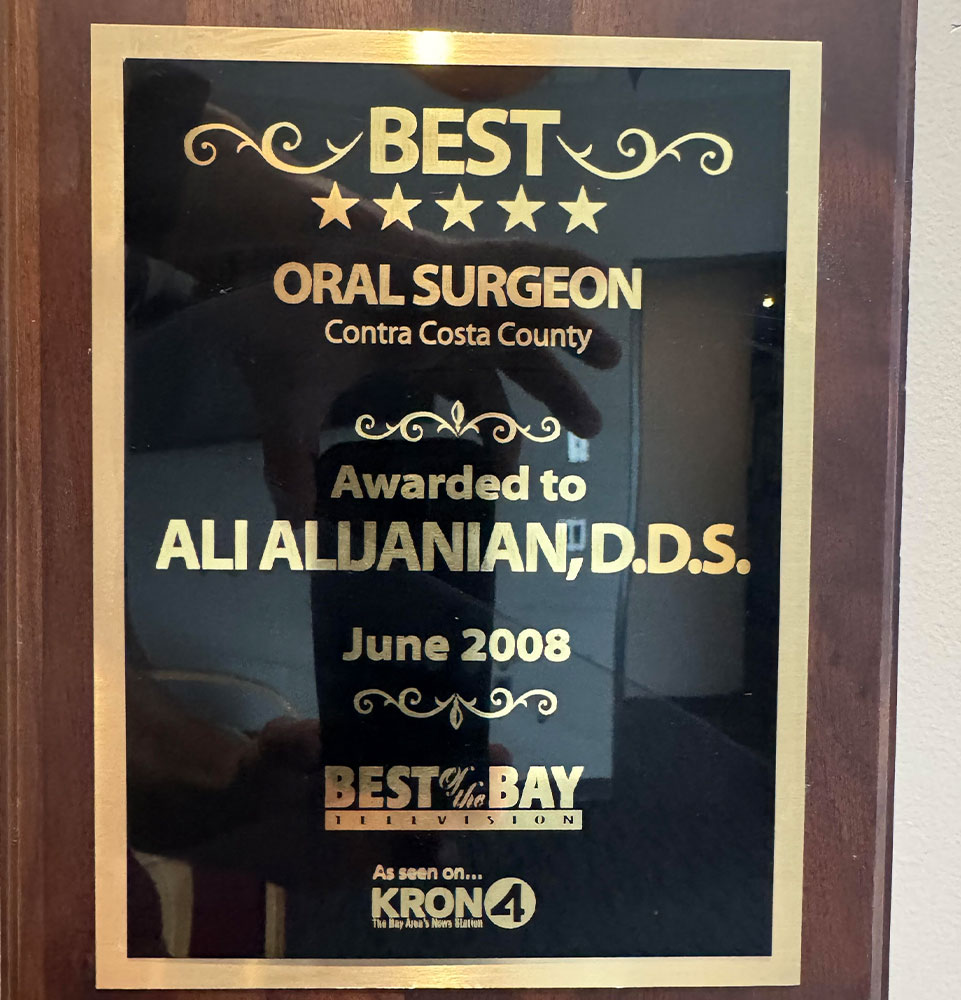 BEST
ORAL SURGEON
Contra Costa County
Awarded to
ALI ALIJANIAN, D.D.S.
June 2008
BEST of the BAY
TELEVISION
As seen on...
KRON 4
The Bay Area's News Station